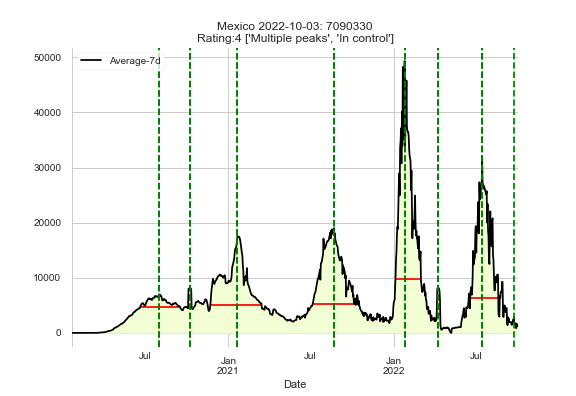 Mexico 2022-10-03: 7090330
Rating:4 ['Multiple peaks', 'In control']
Average-7d
50000
40000
30000
20000
10000
0
Jul
Jan
2021
Jul
Jan
2022
Jul
Date